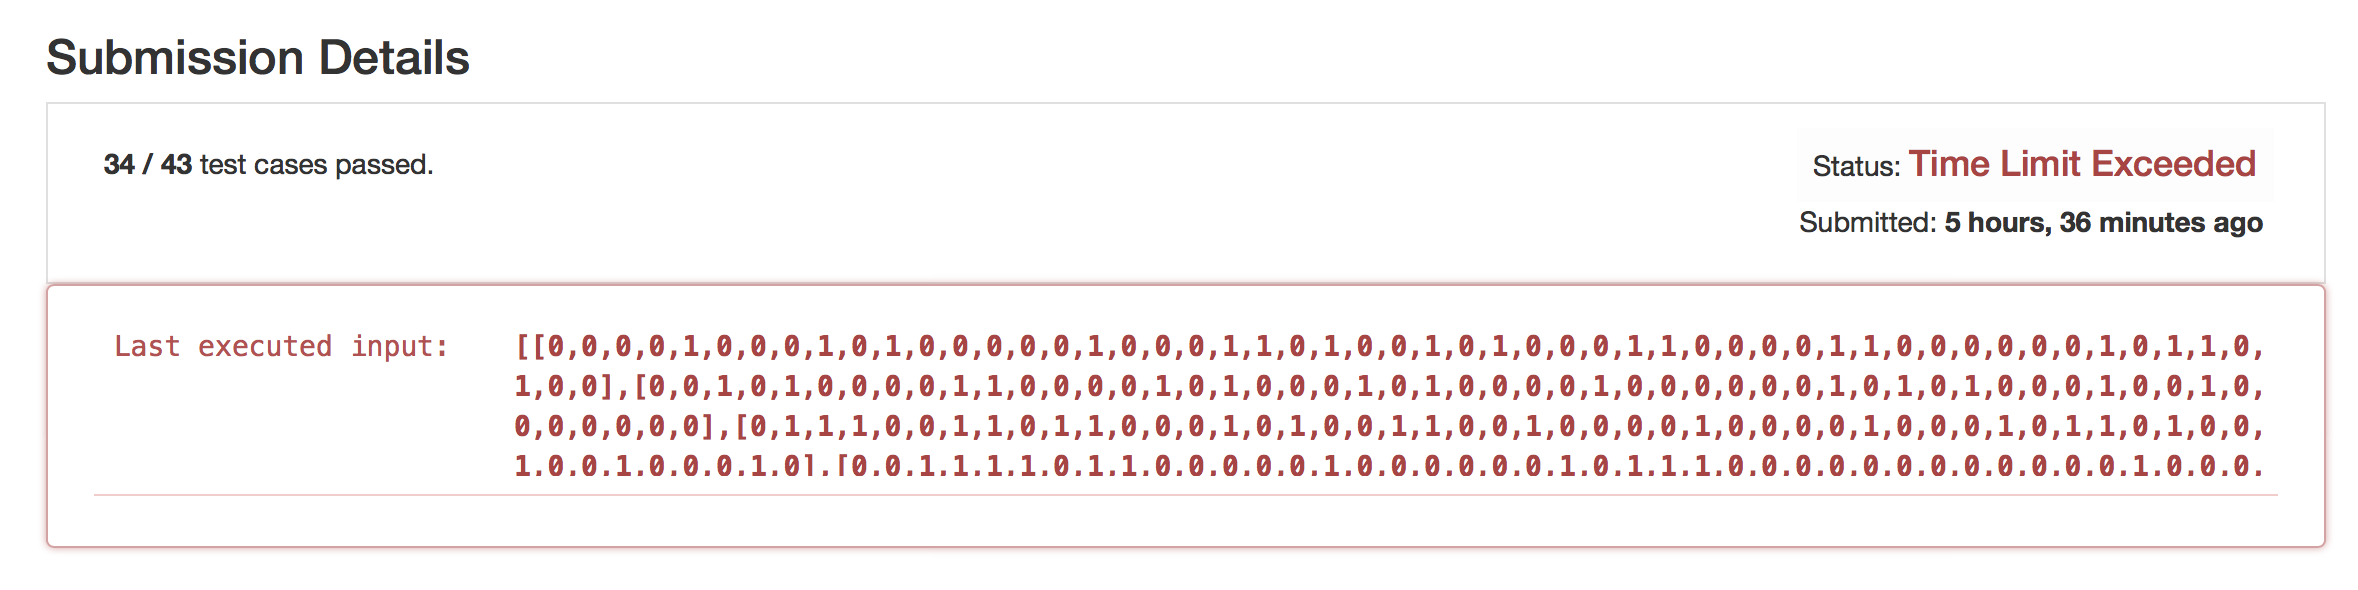 Submission Details
34 / 43 test cases passed.
Status: Time Limit Exceeded
Submitted: 5 hours, 36 minutes ago
Last executed input: [[0,0,0,0,1,0,0,0,1,0,1,0,0,0,0,0,1,0,0,0,1,1,0,1,0,0,1,0,1,0,0,0,1,1,0,0,0,0,1,1,0,0,0,0,0,0,1,0,1,1,0,
1,0,0],[0,0,1,0,1,0,0,0,0,1,1,0,0,0,0,1,0,1,0,0,0,1,0,1,0,0,0,0,1,0,0,0,0,0,0,1,0,1,0,1,0,0,0,1,0,0,1,0,
0,0,0,0,0,0],[0,1,1,1,0,0,1,1,0,1,1,0,0,0,1,0,1,0,0,1,1,0,0,1,0,0,0,0,1,0,0,0,0,1,0,0,0,1,0,1,1,0,1,0,0,
1,0,0,1,0,0,0,1,0],[0,0,1,1,1,1,0,1,1,0,0,0,0,0,1,0,0,0,0,0,0,1,0,1,1,1,0,0,0,0,0,0,0,0,0,0,0,0,1,0,0,0,